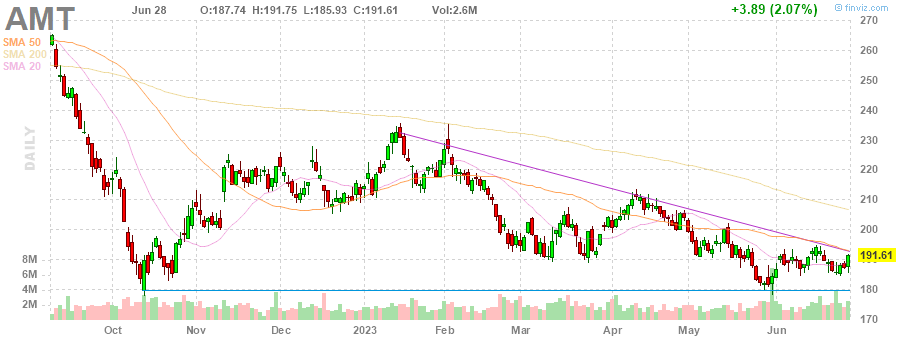 AMT
Jun 28 O:187.74 H:191.75 L:185.93 C:191.61 Vol:2.6M +3.89 (2.07%)
finviz.com
SMA 50
SMA 200
SMA 20
DAILY
270
260
250
240
230
220
210
200
191.61
190
180
170
8M
6M
4M
2M
Oct Nov Dec 2023 Feb Mar Apr May Jun